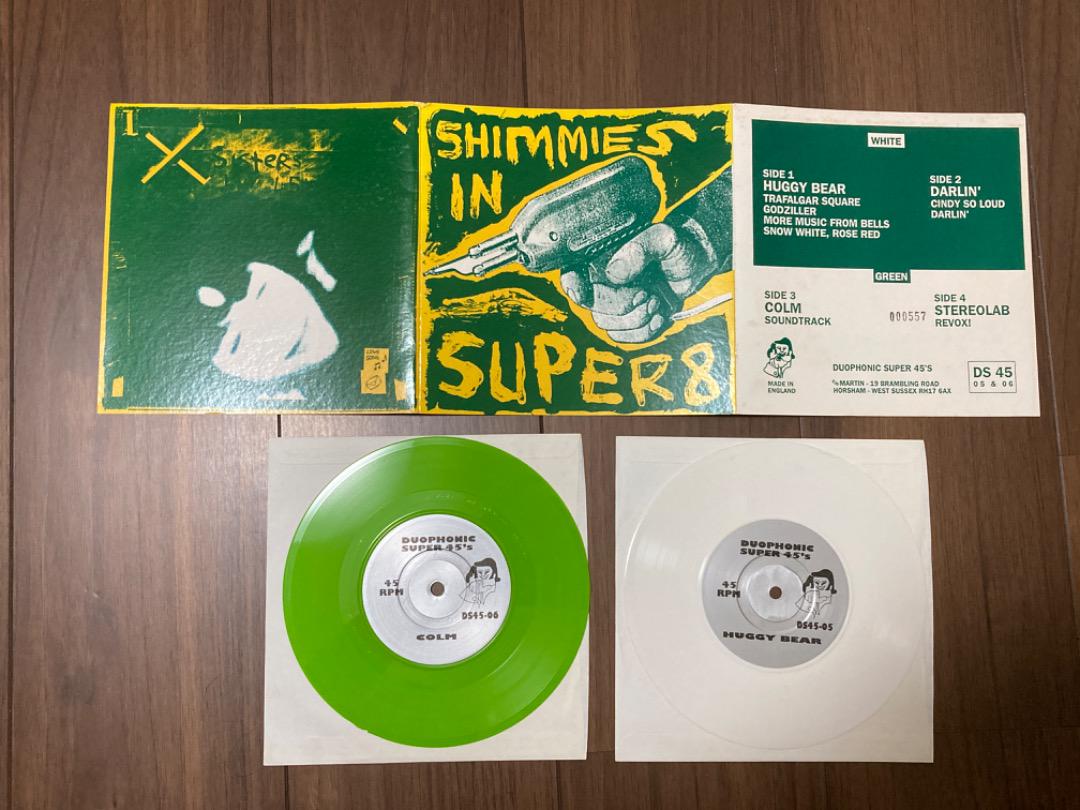 1
X
Sisters
SHIMMIES
IN
SUPER8
WHITE
SIDE 1
HUGGY BEAR
TRAFALGAR SQUARE
GODZILLER
MORE MUSIC FROM BELLS
SNOW WHITE, ROSE RED
SIDE 2
DARLIN'
CINDY SO LOUD
DARLIN'
GREEN
SIDE 3
COLM
SOUNDTRACK
000557
SIDE 4
STEREOLAB
REVOX!
MADE IN
ENGLAND
DUOPHONIC SUPER 45'S
℅ MARTIN - 19 BRAMBLING ROAD
HORSHAM - WEST SUSSEX RH17 6AX
DS 45
05 & 06
DUOPHONIC
SUPER 45's
45
RPM
DS45-06
COLM
DUOPHONIC
SUPER 45's
45
RPM
DS45-05
HUGGY BEAR